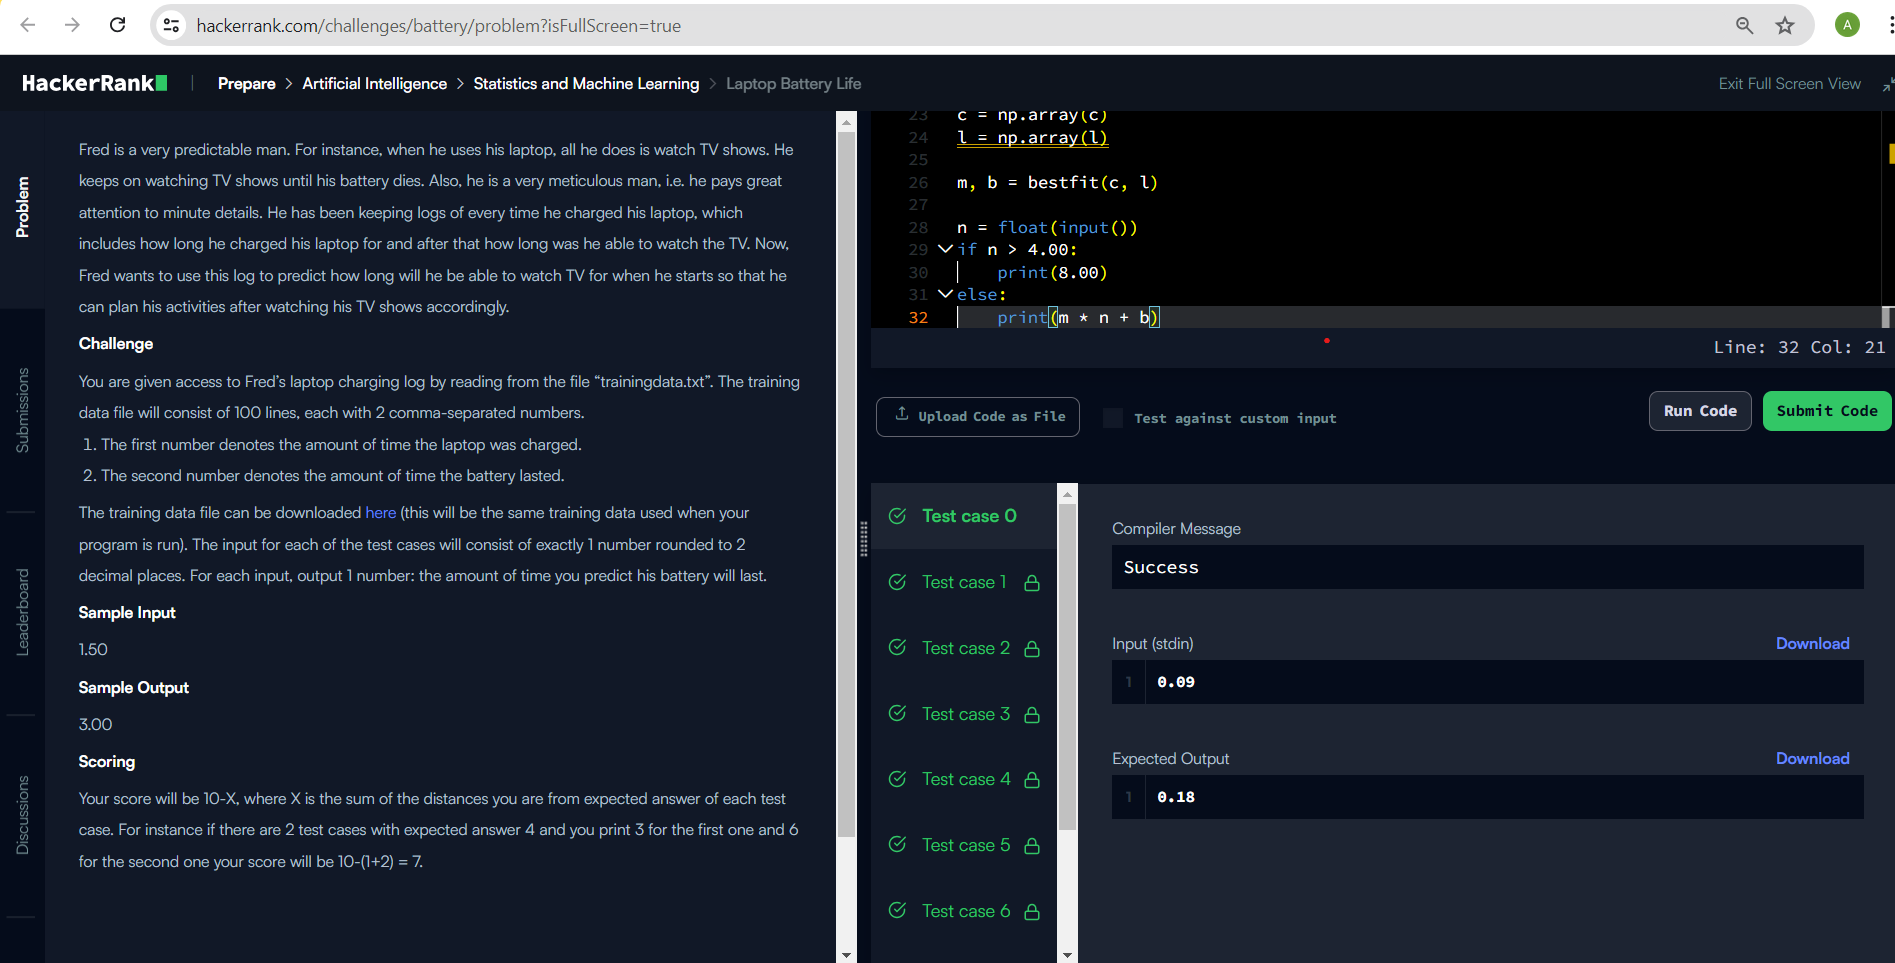 hackerrank.com/challenges/battery/problem?isFullScreen=true
A
HackerRank
Prepare > Artificial Intelligence > Statistics and Machine Learning > Laptop Battery Life
Exit Full Screen View
Problem
Submissions
Leaderboard
Discussions
Fred is a very predictable man. For instance, when he uses his laptop, all he does is watch TV shows. He
keeps on watching TV shows until his battery dies. Also, he is a very meticulous man, i.e. he pays great
attention to minute details. He has been keeping logs of every time he charged his laptop, which
includes how long he charged his laptop for and after that how long was he able to watch the TV. Now,
Fred wants to use this log to predict how long will he be able to watch TV for when he starts so that he
can plan his activities after watching his TV shows accordingly.
Challenge
You are given access to Fred’s laptop charging log by reading from the file “trainingdata.txt”. The training
data file will consist of 100 lines, each with 2 comma-separated numbers.
1. The first number denotes the amount of time the laptop was charged.
2. The second number denotes the amount of time the battery lasted.
The training data file can be downloaded here (this will be the same training data used when your
program is run). The input for each of the test cases will consist of exactly 1 number rounded to 2
decimal places. For each input, output 1 number: the amount of time you predict his battery will last.
Sample Input
1.50
Sample Output
3.00
Scoring
Your score will be 10-X, where X is the sum of the distances you are from expected answer of each test
case. For instance if there are 2 test cases with expected answer 4 and you print 3 for the first one and 6
for the second one your score will be 10-(1+2) = 7.
23 c = np.array(c)
24 l = np.array(l)
25
26 m, b = bestfit(c, l)
27
28 n = float(input())
29 if n > 4.00:
30 print(8.00)
31 else:
32 print(m * n + b)
Line: 32 Col: 21
Upload Code as File
Test against custom input
Run Code
Submit Code
Test case 0
Test case 1
Test case 2
Test case 3
Test case 4
Test case 5
Test case 6
Compiler Message
Success
Input (stdin)
Download
1 0.09
Expected Output
Download
1 0.18